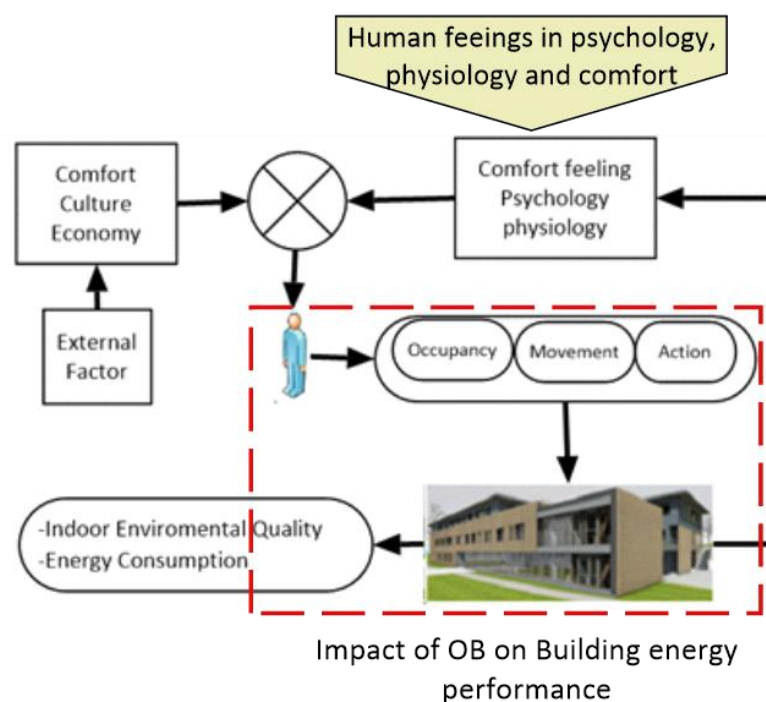 Human feeings in psychology,
physiology and comfort
Comfort
Culture
Economy
Comfort feeling
Psychology
physiology
External
Factor
Occupancy
Movement
Action
-Indoor Enviromental Quality
-Energy Consumption
Impact of OB on Building energy
performance